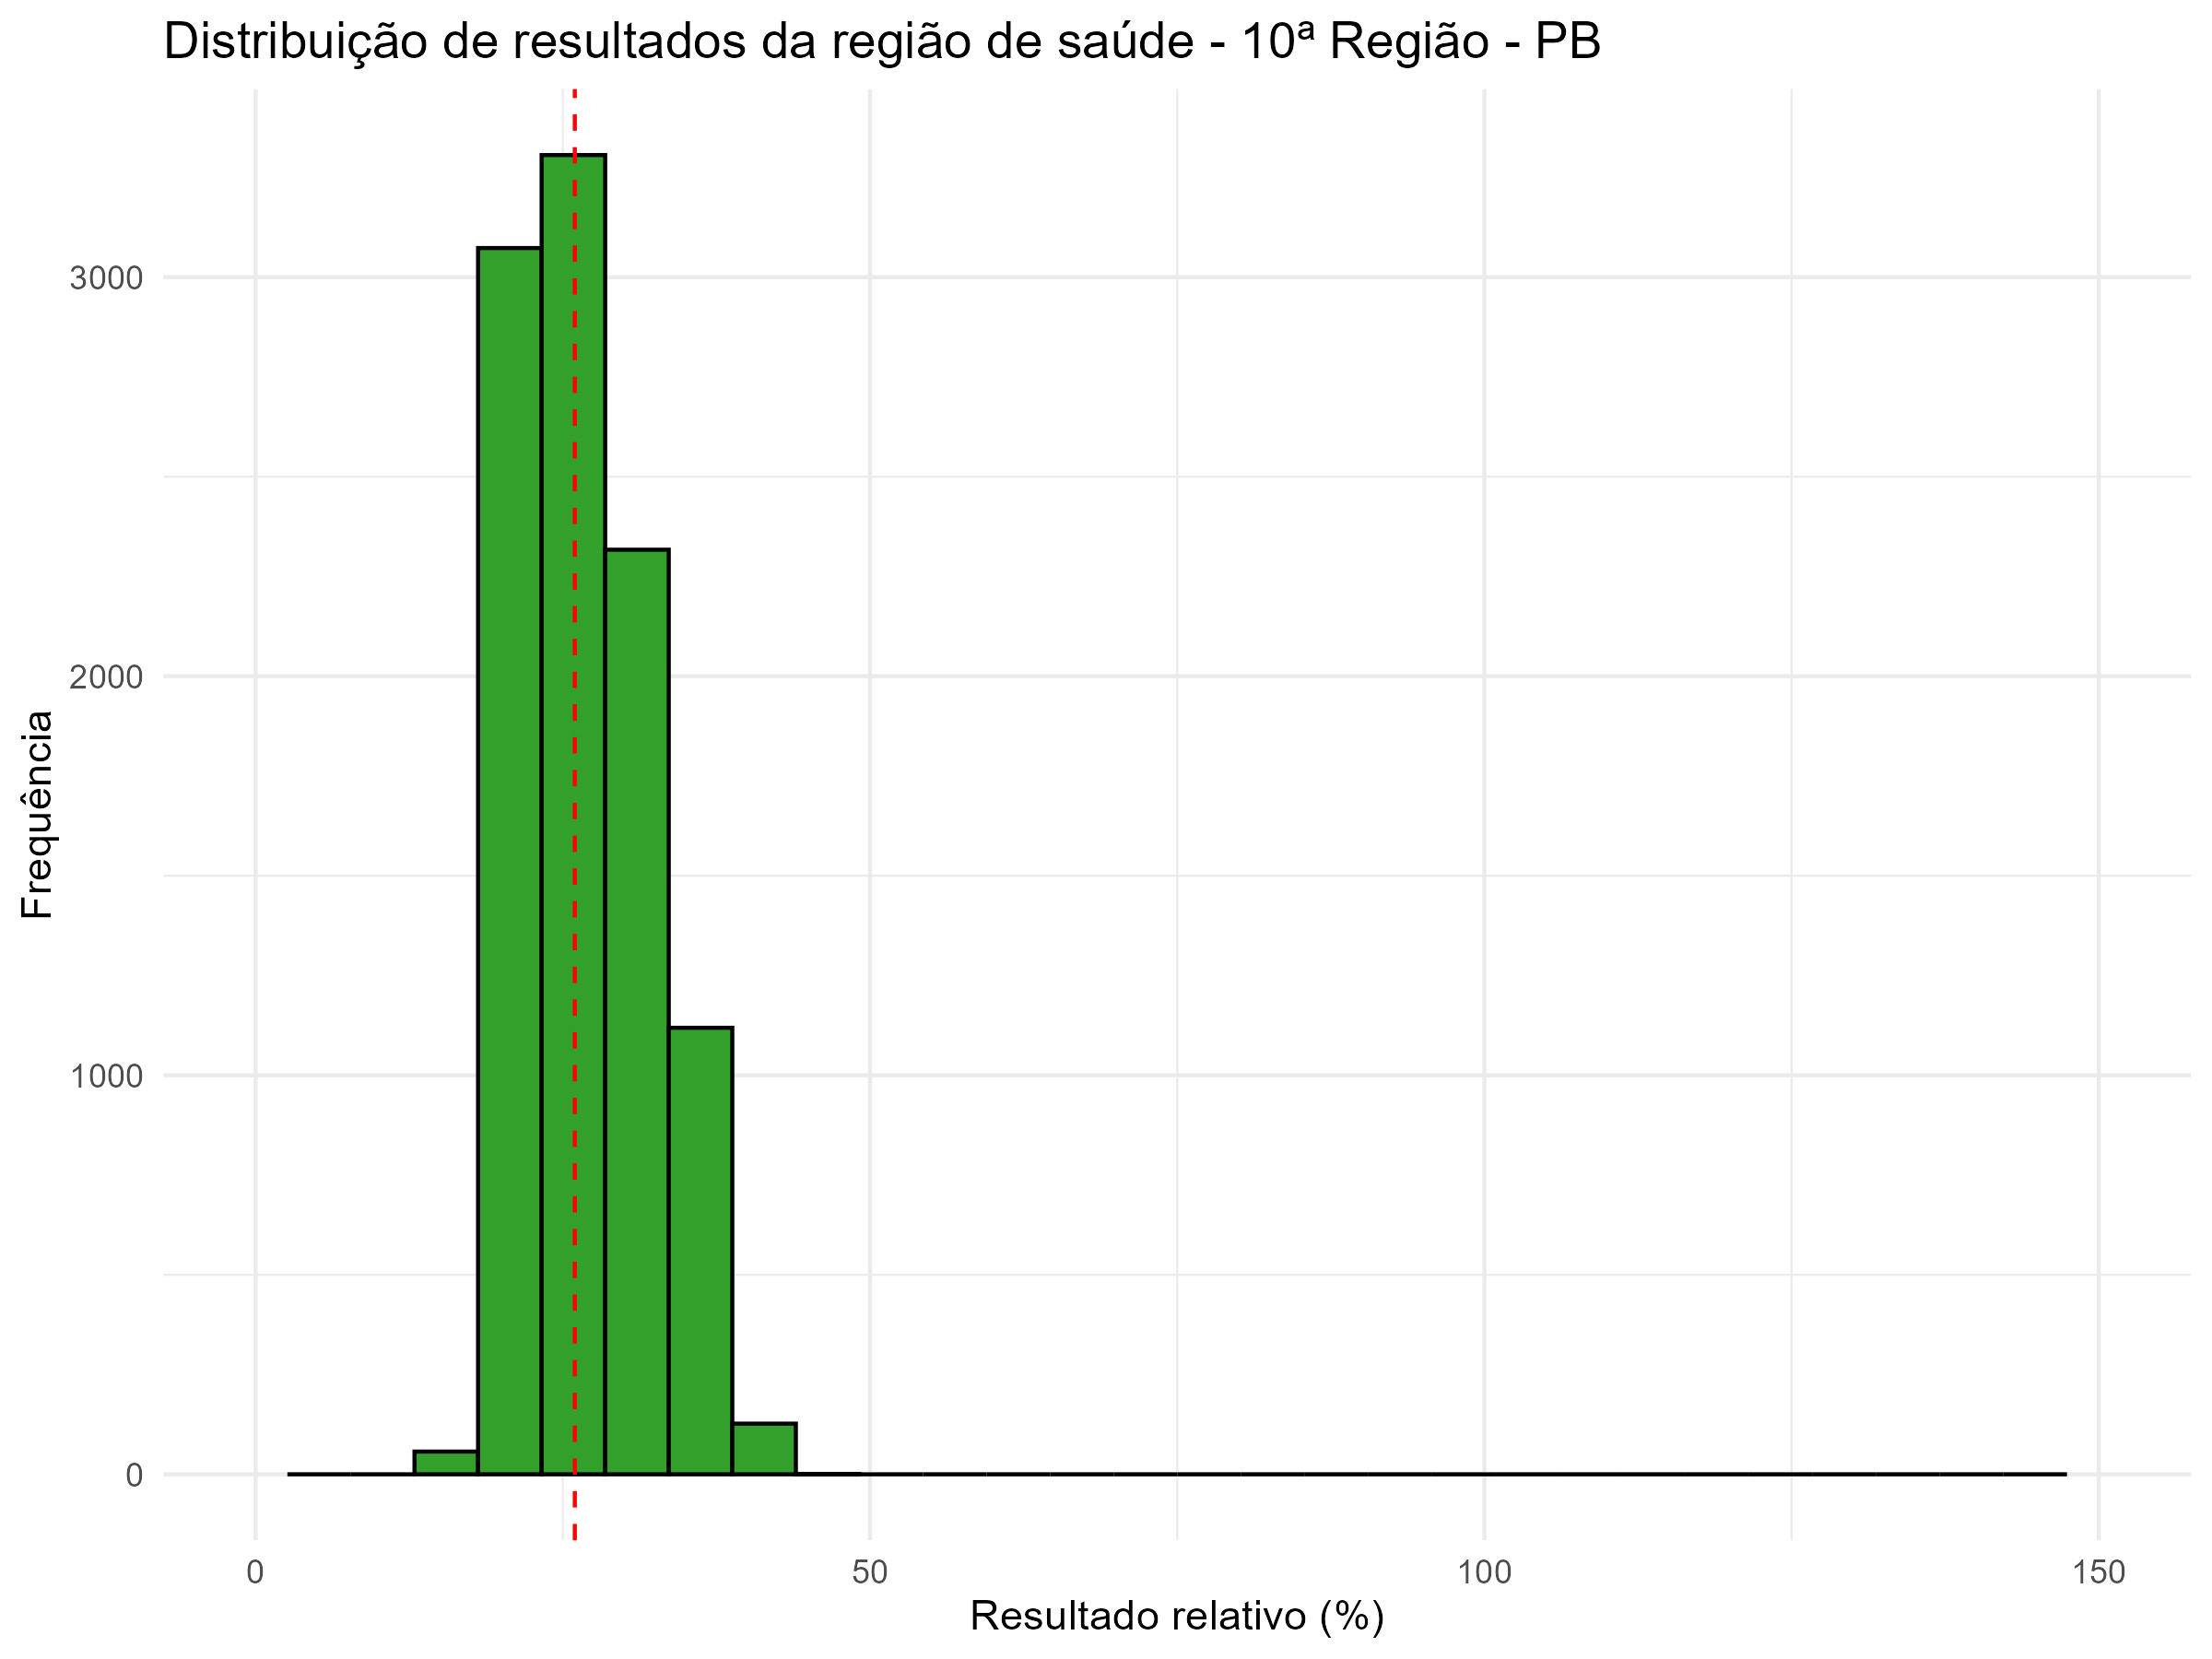 Distribuição de resultados da região de saúde - 10ª Região - PB
Frequência
3000
2000
1000
0
0 50 100 150
Resultado relativo (%)